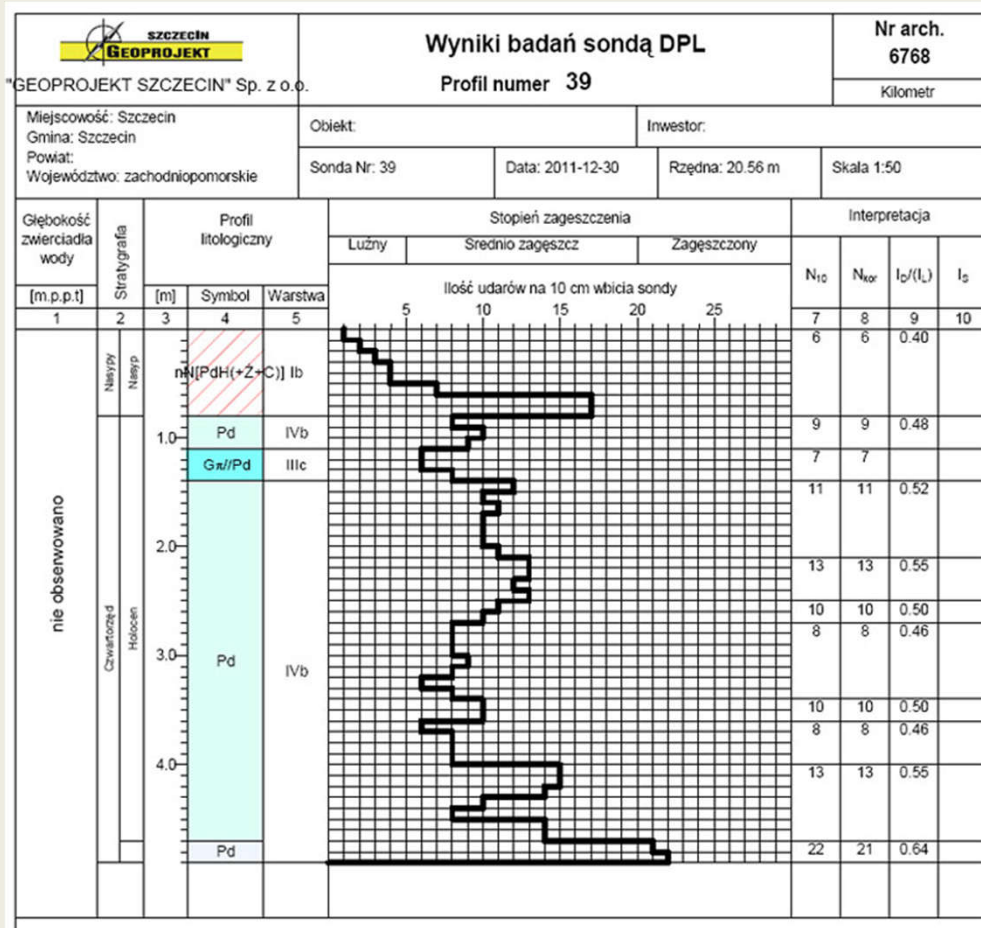 SZCZECIN
GEOPROJEKT
"GEOPROJEKT SZCZECIN" Sp. z o.o.
Wyniki badań sondą DPL
Profil numer 39
Nr arch.
6768
Kilometr
Miejscowość: Szczecin
Gmina: Szczecin
Powiat:
Województwo: zachodniopomorskie
Obiekt:
Inwestor:
Sonda Nr: 39
Data: 2011-12-30
Rzędna: 20.56 m
Skala 1:50
Głębokość
zwierciadła
wody
[m.p.p.t]
Stratygrafia
Profil
litologiczny
[m]
Symbol
Warstwa
Stopień zagęszczenia
Luźny
Srednio zagęszcz
Zagęszczony
Ilość udarów na 10 cm wbicia sondy
5 10 15 20 25
Interpretacja
N10
Nkor
ID/(IL)
IS
1 2 3 4 5 7 8 9 10
nie obserwowano
Nasypy
Nasyp
Czwartorzęd
Holocen
1.0
2.0
3.0
4.0
nN[PdH(+Ż+C)] Ib
Pd IVb
Gπ//Pd IIIc
Pd IVb
Pd
6 6 0.40
9 9 0.48
7 7
11 11 0.52
13 13 0.55
10 10 0.50
8 8 0.46
10 10 0.50
8 8 0.46
13 13 0.55
22 21 0.64